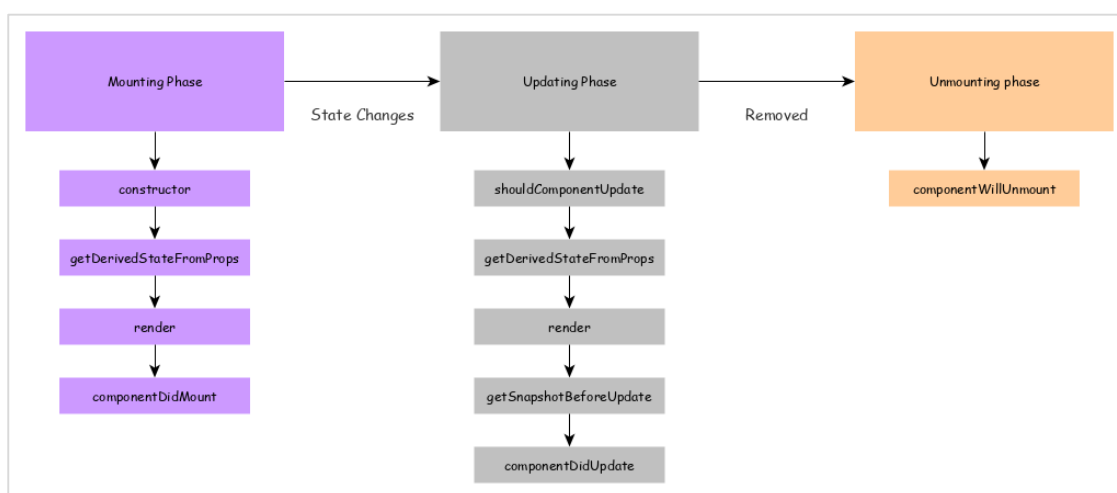 Mounting Phase
State Changes
Updating Phase
Removed
Unmounting phase
constructor
getDerivedStateFromProps
render
componentDidMount
shouldComponentUpdate
getDerivedStateFromProps
render
getSnapshotBeforeUpdate
componentDidUpdate
componentWillUnmount